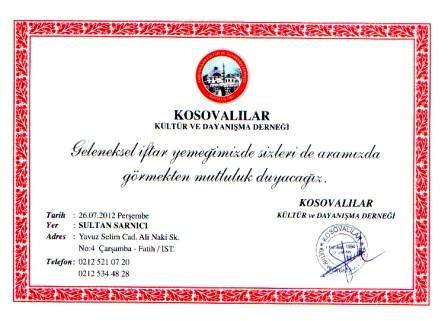 KOSOVALILAR
KÜLTÜR VE DAYANIŞMA DERNEĞİ
Geleneksel iftar yemeğimizde sizleri de aramızda
görmekten mutluluk duyacağız.
KOSOVALILAR
KÜLTÜR ve DAYANIŞMA DERNEĞİ
Tarih : 26.07.2012 Perşembe
Yer : SULTAN SARNICI
Adres : Yavuz Selim Cad. Ali Naki Sk.
No:4 Çarşamba - Fatih / İST.
Telefon: 0212 521 07 20
0212 534 48 28
KOSOVALILAR